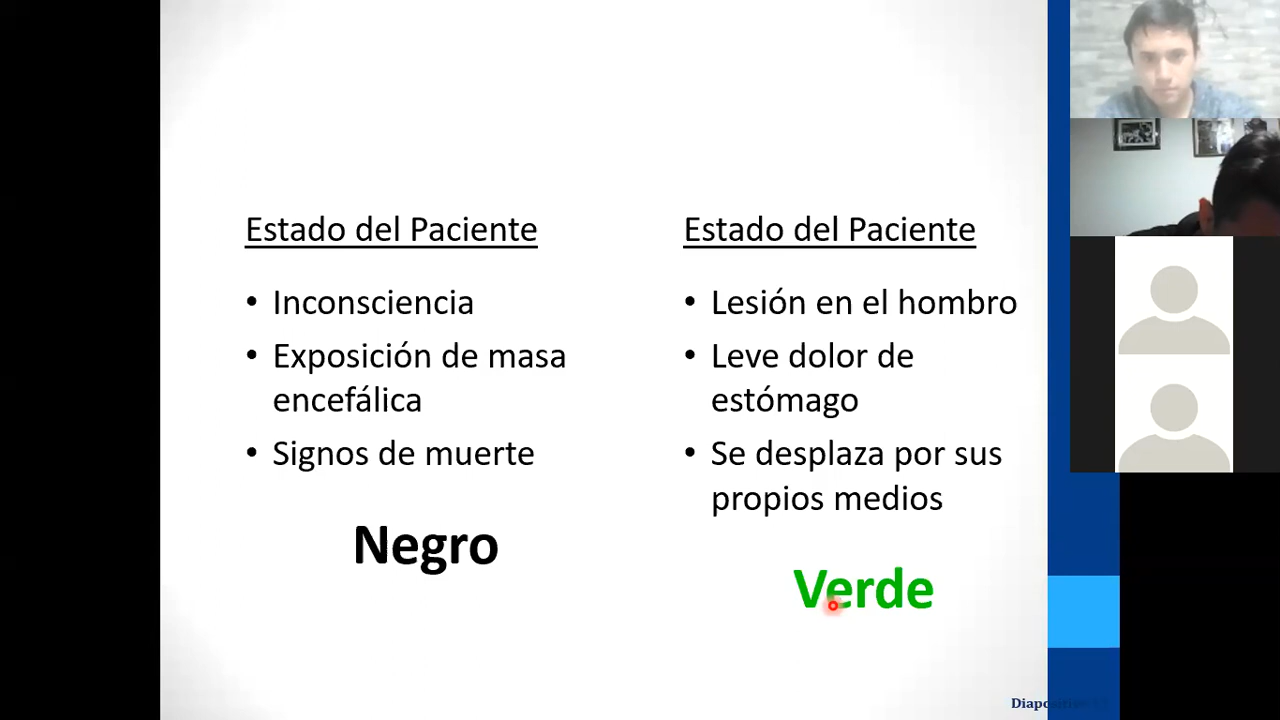 Estado del Paciente
• Inconsciencia
• Exposición de masa
encefálica
• Signos de muerte
Negro
Estado del Paciente
• Lesión en el hombro
• Leve dolor de
estómago
• Se desplaza por sus
propios medios
Verde
Diapositiva